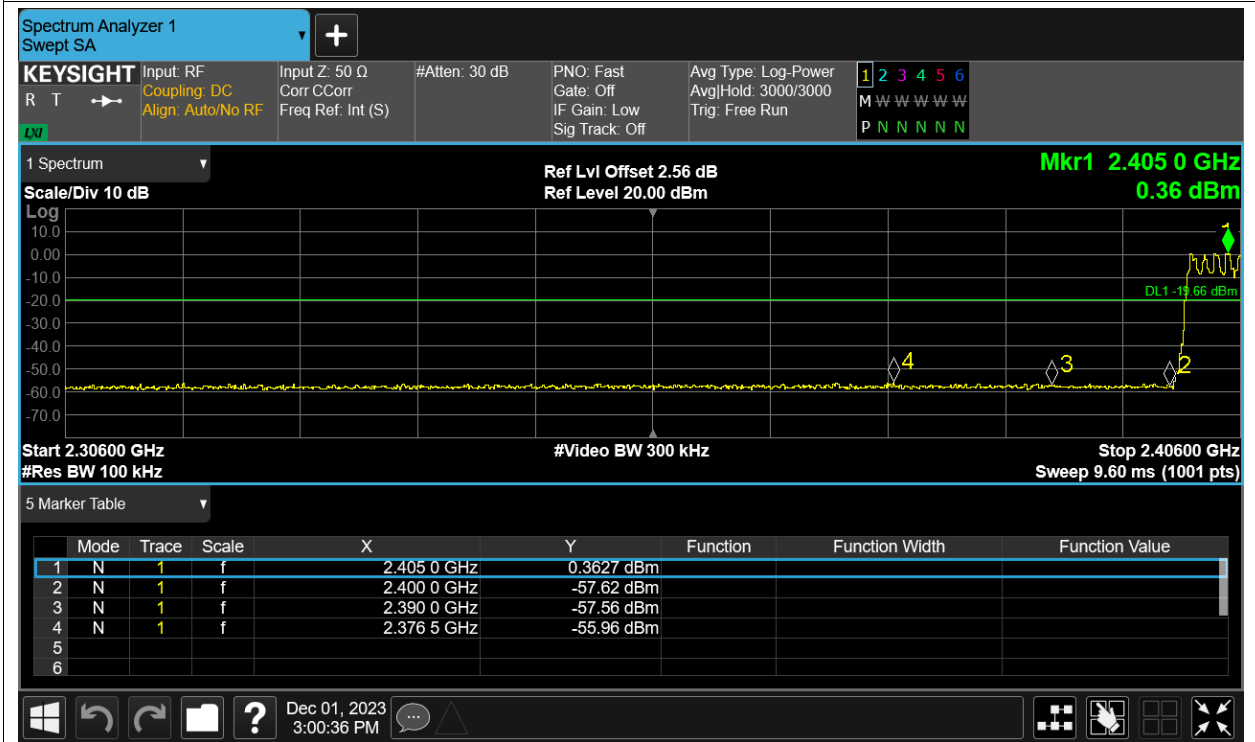 Spectrum Analyzer 1
Swept SA
+
KEYSIGHT
R T
LXI
Input: RF
Coupling: DC
Align: Auto/No RF
Input Z: 50 Ω
Corr CCorr
Freq Ref: Int (S)
#Atten: 30 dB
PNO: Fast
Gate: Off
IF Gain: Low
Sig Track: Off
Avg Type: Log-Power
Avg|Hold: 3000/3000
Trig: Free Run
1 2 3 4 5 6
M W W W W W
P N N N N N
1 Spectrum
Scale/Div 10 dB
Ref Lvl Offset 2.56 dB
Ref Level 20.00 dBm
Mkr1 2.405 0 GHz
0.36 dBm
Log
10.0
0.00
-10.0
-20.0
-30.0
-40.0
-50.0
-60.0
-70.0
1
DL1 -19.66 dBm
4
3
2
Start 2.30600 GHz
#Video BW 300 kHz
Stop 2.40600 GHz
#Res BW 100 kHz
Sweep 9.60 ms (1001 pts)
5 Marker Table
Mode Trace Scale X Y Function Function Width Function Value
1 N 1 f 2.405 0 GHz 0.3627 dBm
2 N 1 f 2.400 0 GHz -57.62 dBm
3 N 1 f 2.390 0 GHz -57.56 dBm
4 N 1 f 2.376 5 GHz -55.96 dBm
5
6
?
Dec 01, 2023
3:00:36 PM